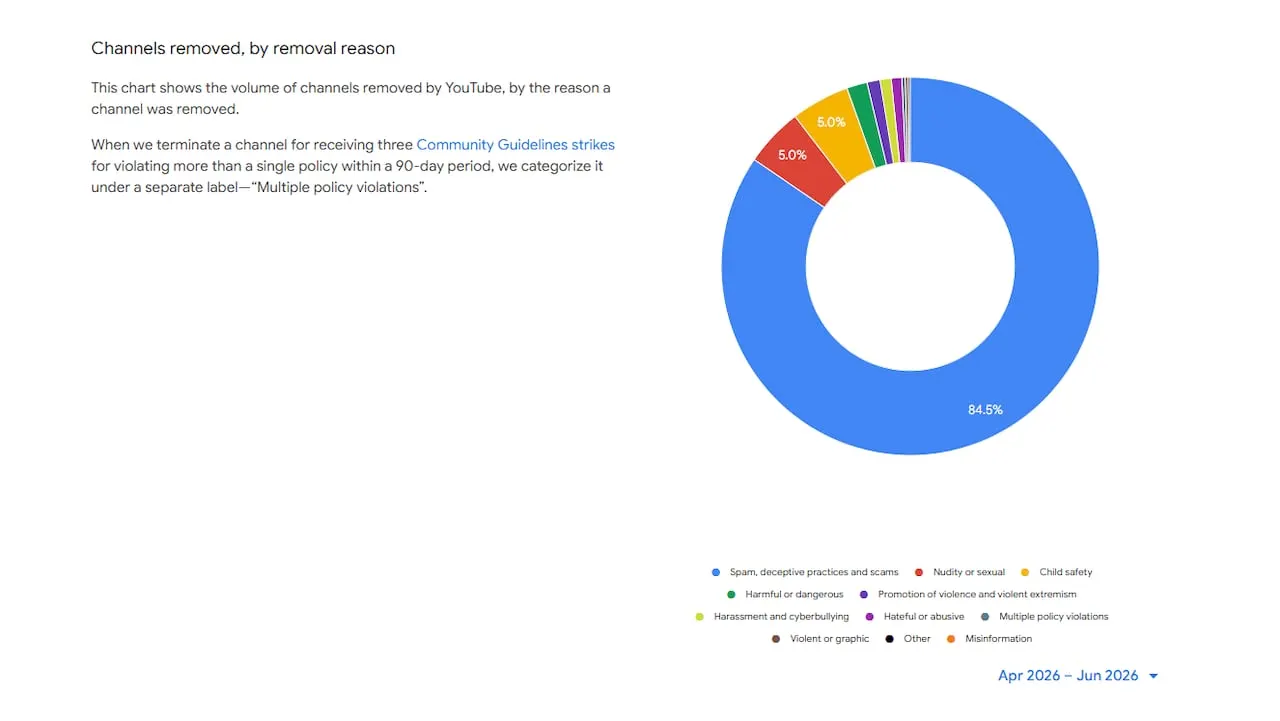 Channels removed, by removal reason
This chart shows the volume of channels removed by YouTube, by the reason a
channel was removed.
When we terminate a channel for receiving three Community Guidelines strikes
for violating more than a single policy within a 90-day period, we categorize it
under a separate label—“Multiple policy violations”.
5.0%
5.0%
84.5%
Spam, deceptive practices and scams Nudity or sexual Child safety
Harmful or dangerous Promotion of violence and violent extremism
Harassment and cyberbullying Hateful or abusive Multiple policy violations
Violent or graphic Other Misinformation
Apr 2026 – Jun 2026